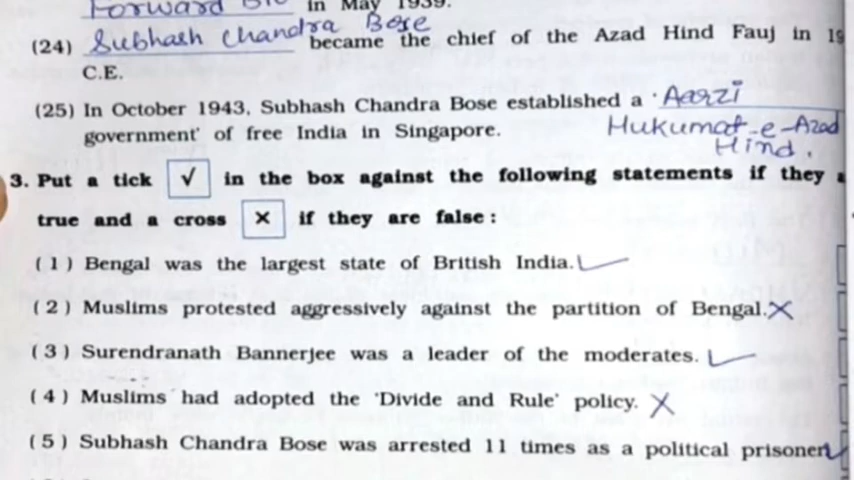 Forward in May 1939.
(24) Subhash Chandra Bose became the chief of the Azad Hind Fauj in 19
C.E.
(25) In October 1943, Subhash Chandra Bose established a Aarzi
government of free India in Singapore. Hukumat-e-Azad
Hind.
3. Put a tick √ in the box against the following statements if they
true and a cross × if they are false :
(1) Bengal was the largest state of British India. ✓
(2) Muslims protested aggressively against the partition of Bengal. ×
(3) Surendranath Bannerjee was a leader of the moderates. ✓
(4) Muslims had adopted the 'Divide and Rule' policy. ×
(5) Subhash Chandra Bose was arrested 11 times as a political prisoner. ✓